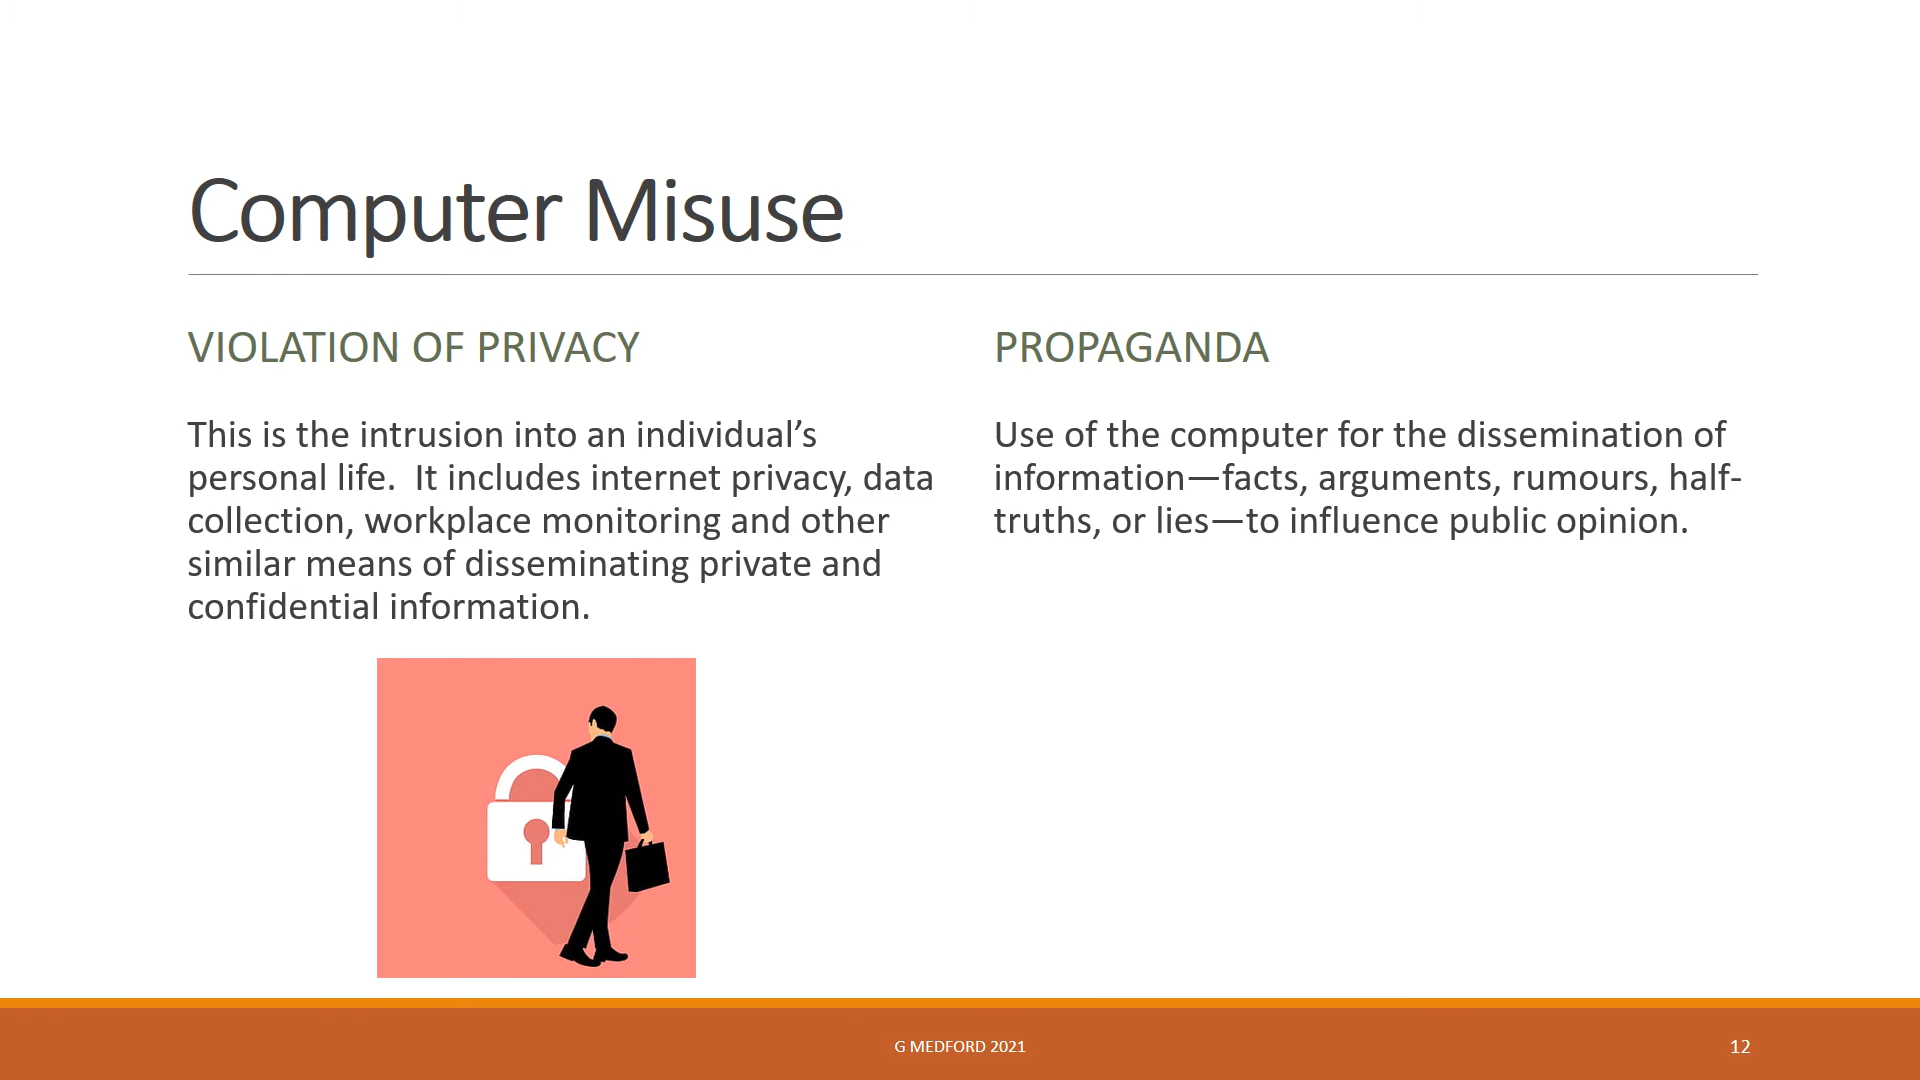 Computer Misuse
VIOLATION OF PRIVACY
This is the intrusion into an individual’s
personal life.  It includes internet privacy, data
collection, workplace monitoring and other
similar means of disseminating private and
confidential information.
PROPAGANDA
Use of the computer for the dissemination of
information—facts, arguments, rumours, half-
truths, or lies—to influence public opinion.
G MEDFORD 2021
12